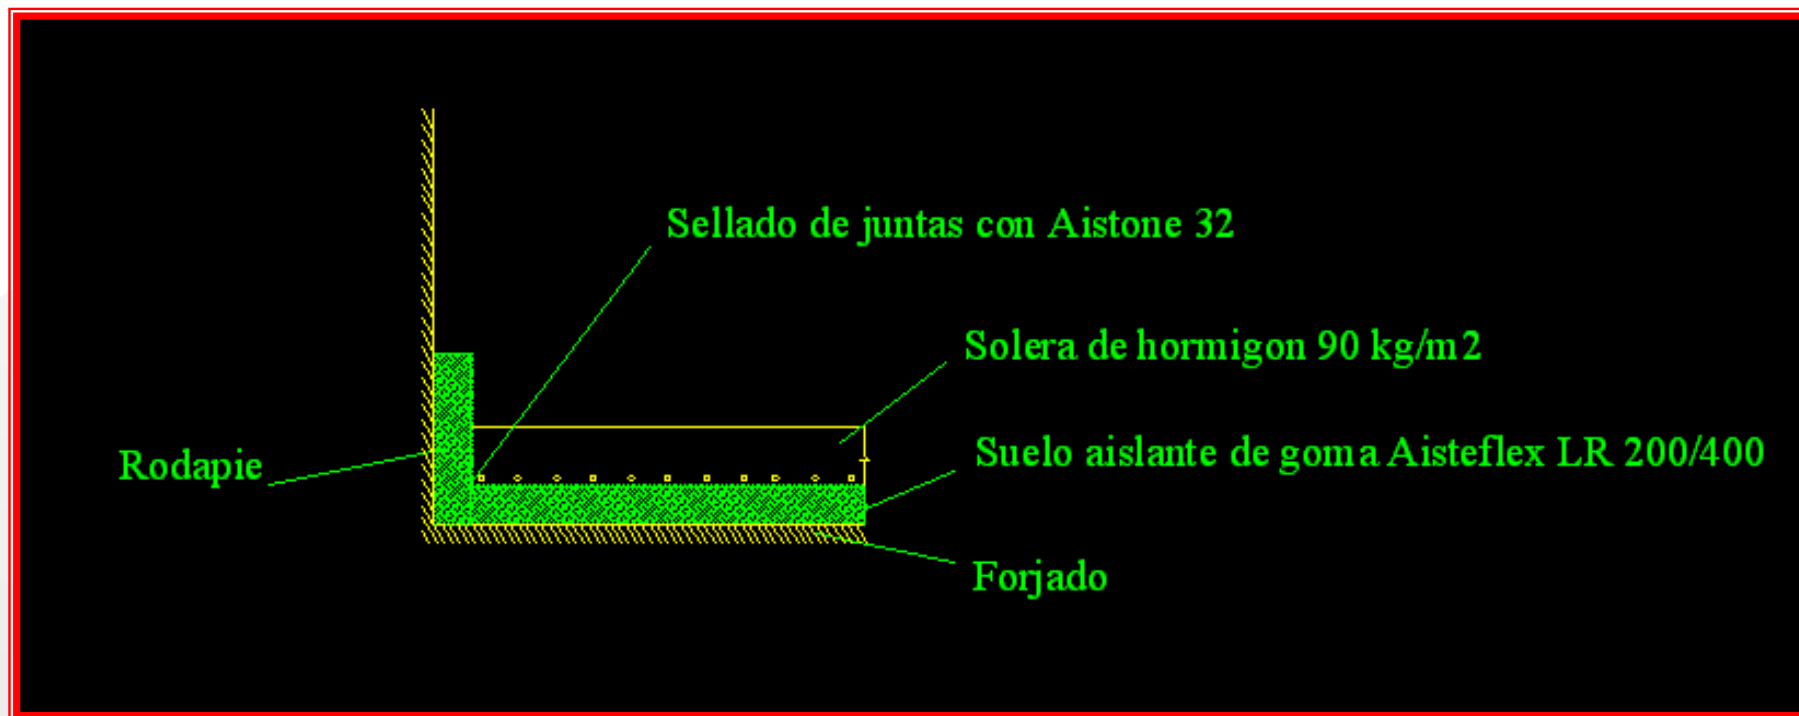 Sellado de juntas con Aistone 32
Solera de hormigon 90 kg/m2
Suelo aislante de goma Aisteflex LR 200/400
Rodapie
Forjado